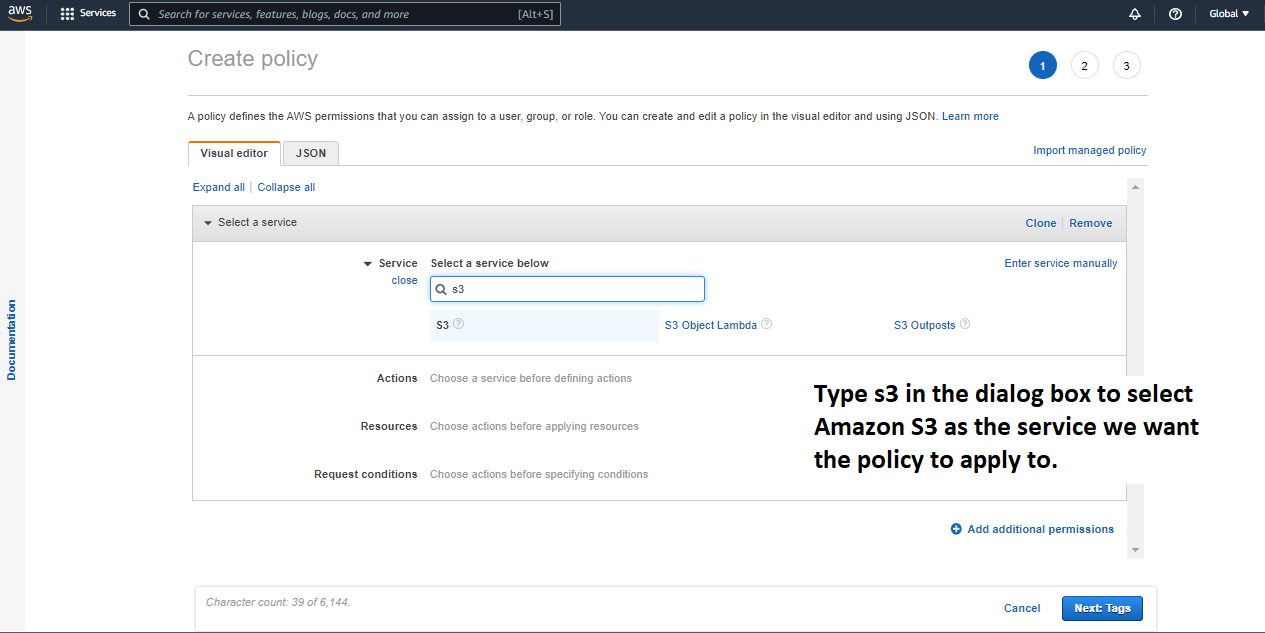 aws
Services
Search for services, features, blogs, docs, and more [Alt+S]
Global ▼
Create policy
1 2 3
A policy defines the AWS permissions that you can assign to a user, group, or role. You can create and edit a policy in the visual editor and using JSON. Learn more
Visual editor JSON
Import managed policy
Expand all | Collapse all
Select a service
Clone | Remove
Service Select a service below
Enter service manually
close
s3
S3 ? S3 Object Lambda ? S3 Outposts ?
Actions Choose a service before defining actions
Resources Choose actions before applying resources
Request conditions Choose actions before specifying conditions
Type s3 in the dialog box to select
Amazon S3 as the service we want
the policy to apply to.
Add additional permissions
Documentation
Character count: 39 of 6,144.
Cancel Next: Tags